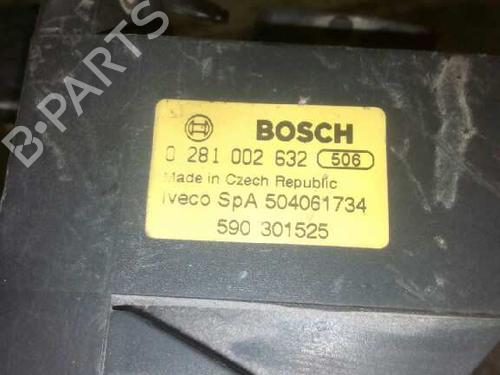 B-PARTS
BOSCH
0 281 002 632 506
Made in Czech Republic
Iveco SpA 504061734
590 301525